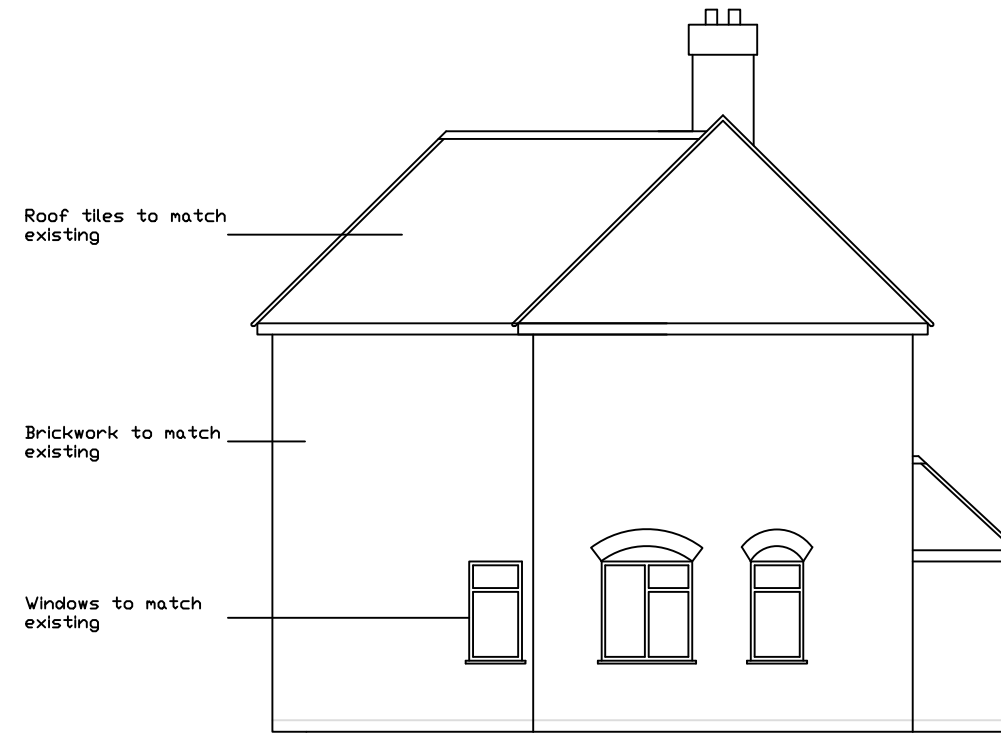 Roof tiles to match
existing
Brickwork to match
existing
Windows to match
existing